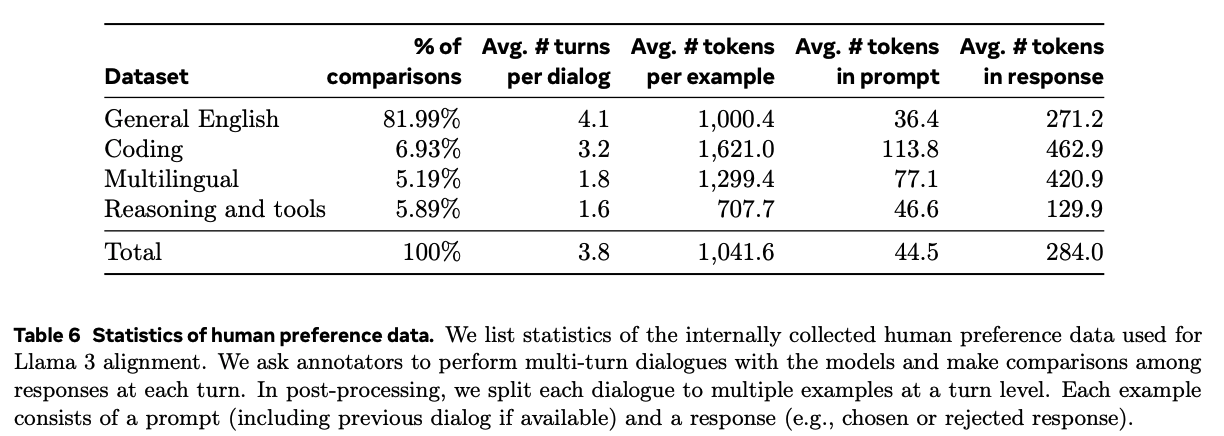 % of Avg. # turns Avg. # tokens Avg. # tokens Avg. # tokens
Dataset comparisons per dialog per example in prompt in response
General English 81.99% 4.1 1,000.4 36.4 271.2
Coding 6.93% 3.2 1,621.0 113.8 462.9
Multilingual 5.19% 1.8 1,299.4 77.1 420.9
Reasoning and tools 5.89% 1.6 707.7 46.6 129.9
Total 100% 3.8 1,041.6 44.5 284.0
Table 6 Statistics of human preference data. We list statistics of the internally collected human preference data used for
Llama 3 alignment. We ask annotators to perform multi-turn dialogues with the models and make comparisons among
responses at each turn. In post-processing, we split each dialogue to multiple examples at a turn level. Each example
consists of a prompt (including previous dialog if available) and a response (e.g., chosen or rejected response).